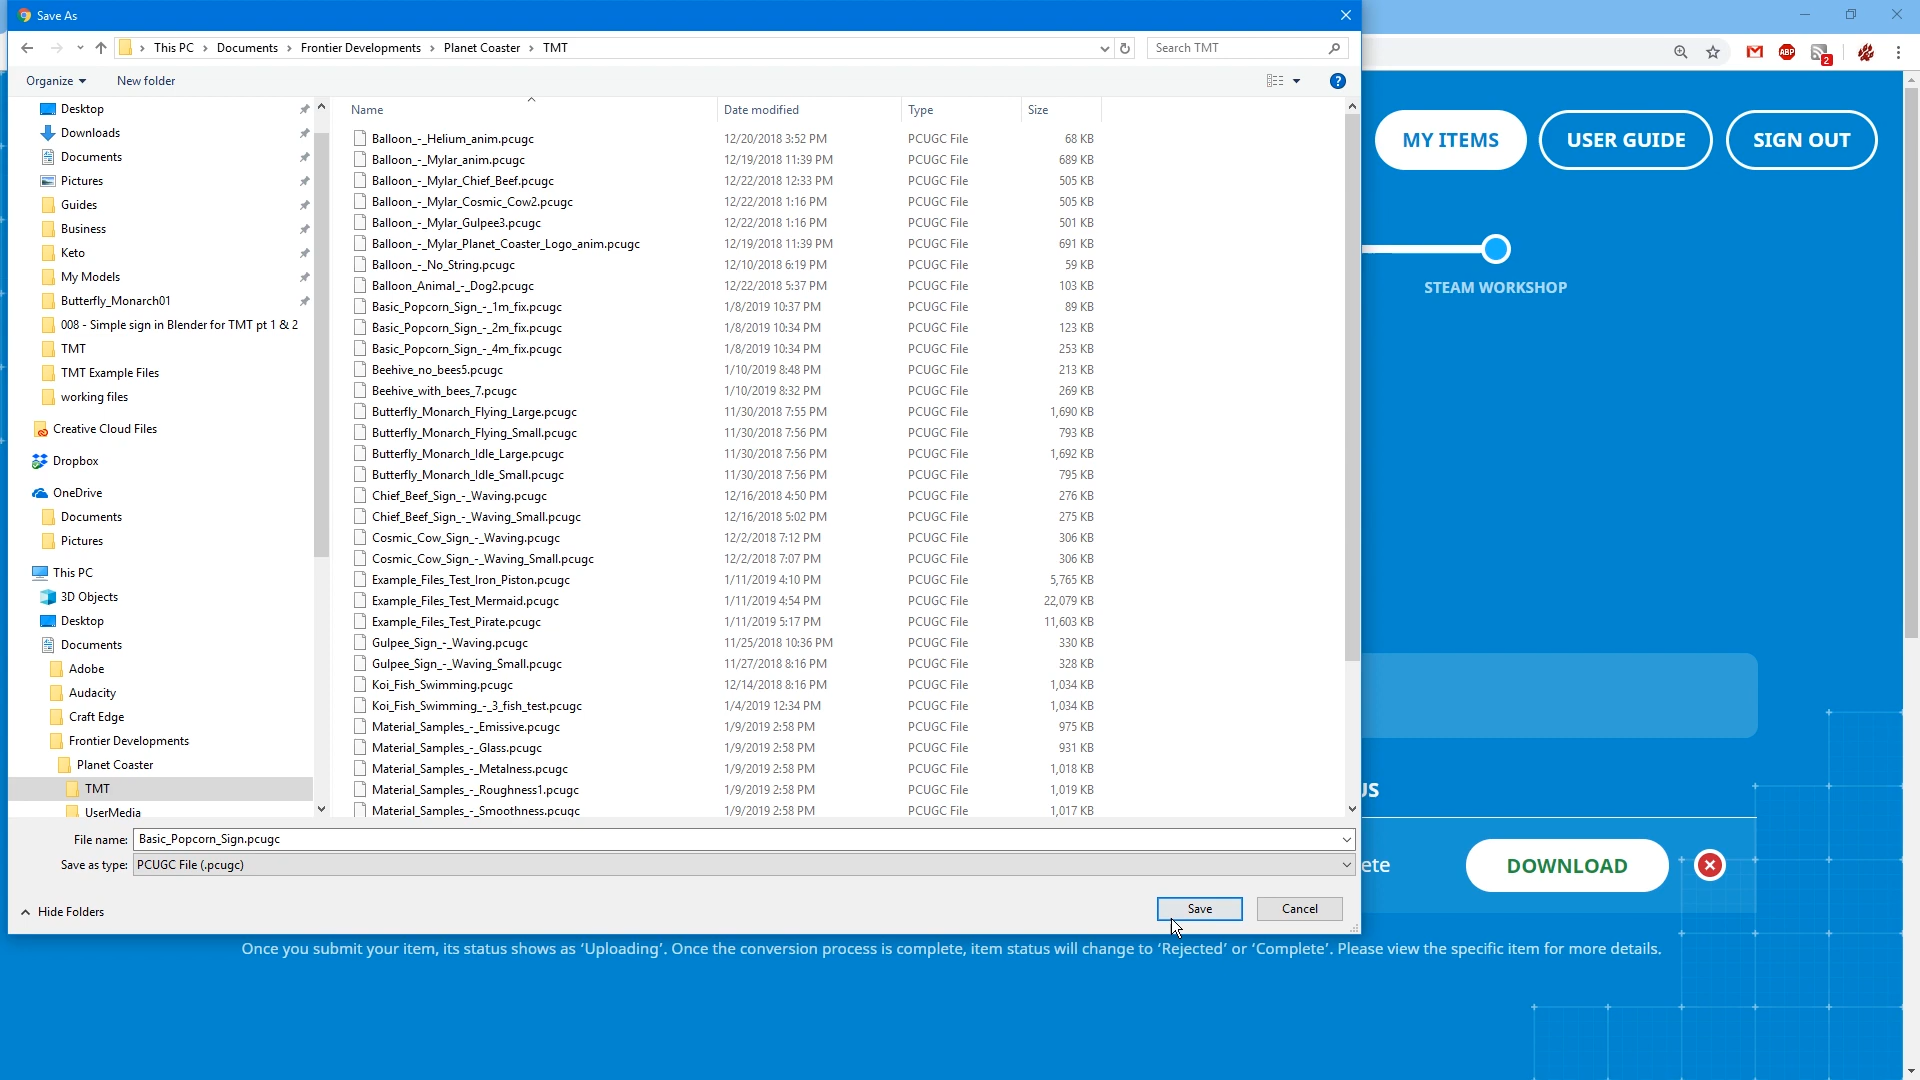 Save As
This PC > Documents > Frontier Developments > Planet Coaster > TMT
Search TMT
Organize
New folder
Desktop
Downloads
Documents
Pictures
Guides
Business
Keto
My Models
Butterfly_Monarch01
008 - Simple sign in Blender for TMT pt 1 & 2
TMT
TMT Example Files
working files
Creative Cloud Files
Dropbox
OneDrive
Documents
Pictures
This PC
3D Objects
Desktop
Documents
Adobe
Audacity
Craft Edge
Frontier Developments
Planet Coaster
TMT
UserMedia
Name Date modified Type Size
Balloon_-_Helium_anim.pcugc 12/20/2018 3:52 PM PCUGC File 68 KB
Balloon_-_Mylar_anim.pcugc 12/19/2018 11:39 PM PCUGC File 689 KB
Balloon_-_Mylar_Chief_Beef.pcugc 12/22/2018 12:33 PM PCUGC File 505 KB
Balloon_-_Mylar_Cosmic_Cow2.pcugc 12/22/2018 1:16 PM PCUGC File 505 KB
Balloon_-_Mylar_Gulpee3.pcugc 12/22/2018 1:16 PM PCUGC File 501 KB
Balloon_-_Mylar_Planet_Coaster_Logo_anim.pcugc 12/19/2018 11:39 PM PCUGC File 691 KB
Balloon_-_No_String.pcugc 12/10/2018 6:19 PM PCUGC File 59 KB
Balloon_Animal_-_Dog2.pcugc 12/22/2018 5:37 PM PCUGC File 103 KB
Basic_Popcorn_Sign_-_1m_fix.pcugc 1/8/2019 10:37 PM PCUGC File 89 KB
Basic_Popcorn_Sign_-_2m_fix.pcugc 1/8/2019 10:34 PM PCUGC File 123 KB
Basic_Popcorn_Sign_-_4m_fix.pcugc 1/8/2019 10:34 PM PCUGC File 253 KB
Beehive_no_bees5.pcugc 1/10/2019 8:48 PM PCUGC File 213 KB
Beehive_with_bees_7.pcugc 1/10/2019 8:32 PM PCUGC File 269 KB
Butterfly_Monarch_Flying_Large.pcugc 11/30/2018 7:55 PM PCUGC File 1,690 KB
Butterfly_Monarch_Flying_Small.pcugc 11/30/2018 7:56 PM PCUGC File 793 KB
Butterfly_Monarch_Idle_Large.pcugc 11/30/2018 7:56 PM PCUGC File 1,692 KB
Butterfly_Monarch_Idle_Small.pcugc 11/30/2018 7:56 PM PCUGC File 795 KB
Chief_Beef_Sign_-_Waving.pcugc 12/16/2018 4:50 PM PCUGC File 276 KB
Chief_Beef_Sign_-_Waving_Small.pcugc 12/16/2018 5:02 PM PCUGC File 275 KB
Cosmic_Cow_Sign_-_Waving.pcugc 12/2/2018 7:12 PM PCUGC File 306 KB
Cosmic_Cow_Sign_-_Waving_Small.pcugc 12/2/2018 7:07 PM PCUGC File 306 KB
Example_Files_Test_Iron_Piston.pcugc 1/11/2019 4:10 PM PCUGC File 5,765 KB
Example_Files_Test_Mermaid.pcugc 1/11/2019 4:54 PM PCUGC File 22,079 KB
Example_Files_Test_Pirate.pcugc 1/11/2019 5:17 PM PCUGC File 11,603 KB
Gulpee_Sign_-_Waving.pcugc 11/25/2018 10:36 PM PCUGC File 330 KB
Gulpee_Sign_-_Waving_Small.pcugc 11/27/2018 8:16 PM PCUGC File 328 KB
Koi_Fish_Swimming.pcugc 12/14/2018 8:16 PM PCUGC File 1,034 KB
Koi_Fish_Swimming_-_3_fish_test.pcugc 1/4/2019 12:34 PM PCUGC File 1,034 KB
Material_Samples_-_Emissive.pcugc 1/9/2019 2:58 PM PCUGC File 975 KB
Material_Samples_-_Glass.pcugc 1/9/2019 2:58 PM PCUGC File 931 KB
Material_Samples_-_Metalness.pcugc 1/9/2019 2:58 PM PCUGC File 1,018 KB
Material_Samples_-_Roughness1.pcugc 1/9/2019 2:58 PM PCUGC File 1,019 KB
Material_Samples_-_Smoothness.pcugc 1/9/2019 2:58 PM PCUGC File 1,017 KB
File name: Basic_Popcorn_Sign.pcugc
Save as type: PCUGC File (.pcugc)
Hide Folders
Save
Cancel
ABP
2
MY ITEMS
USER GUIDE
SIGN OUT
STEAM WORKSHOP
US
ete
DOWNLOAD
Once you submit your item, its status shows as ‘Uploading’. Once the conversion process is complete, item status will change to ‘Rejected’ or ‘Complete’. Please view the specific item for more details.